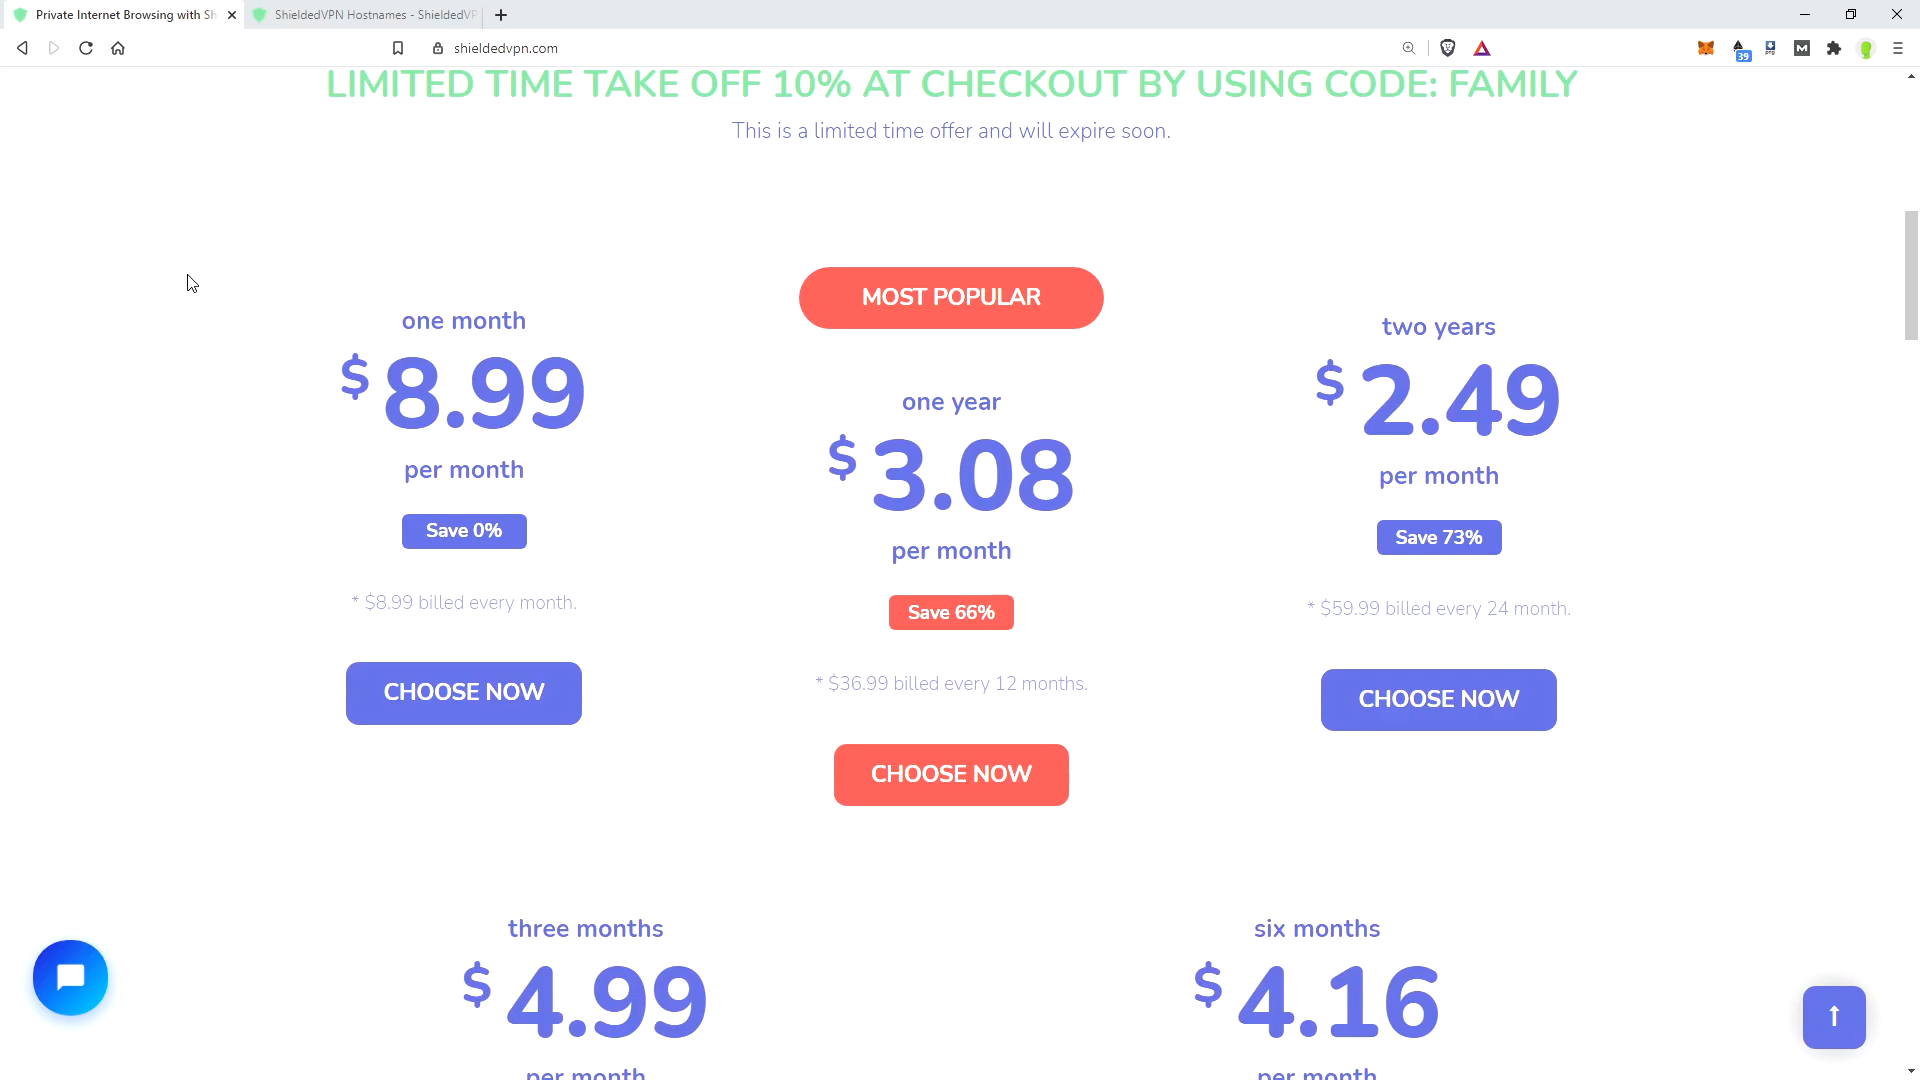 Private Internet Browsing with Sh
ShieldedVPN Hostnames - ShieldedVP
shieldedvpn.com
39
LIMITED TIME TAKE OFF 10% AT CHECKOUT BY USING CODE: FAMILY
This is a limited time offer and will expire soon.
one month
$8.99
per month
Save 0%
* $8.99 billed every month.
CHOOSE NOW
MOST POPULAR
one year
$3.08
per month
Save 66%
* $36.99 billed every 12 months.
CHOOSE NOW
two years
$2.49
per month
Save 73%
* $59.99 billed every 24 month.
CHOOSE NOW
three months
$4.99
per month
six months
$4.16
per month